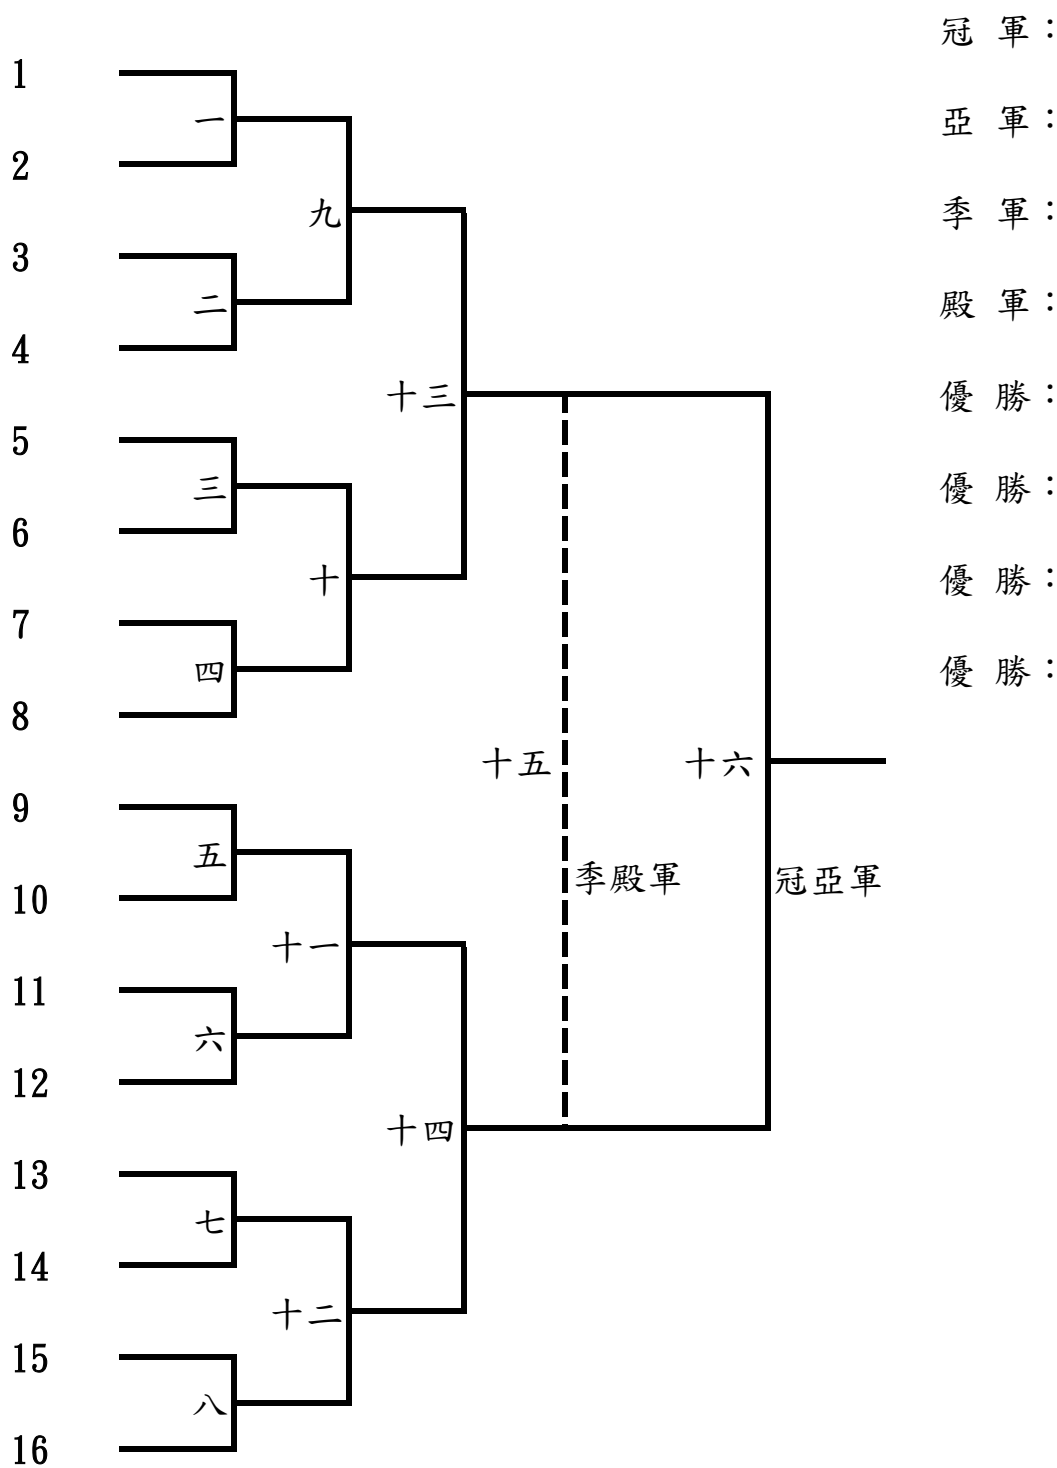 冠 軍：
1
一
亞 軍：
2
九
季 軍：
3
二
殿 軍：
4
十三
優 勝：
5
三
優 勝：
6
十
優 勝：
7
四
優 勝：
8
十五
十六
9
五
季殿軍
冠亞軍
10
十一
11
六
12
十四
13
七
14
十二
15
八
16